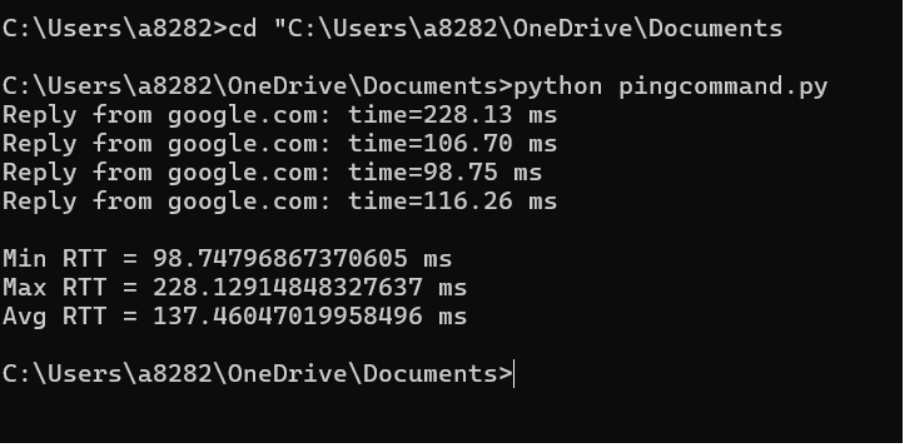 C:\Users\a8282>cd "C:\Users\a8282\OneDrive\Documents
C:\Users\a8282\OneDrive\Documents>python pingcommand.py
Reply from google.com: time=228.13 ms
Reply from google.com: time=106.70 ms
Reply from google.com: time=98.75 ms
Reply from google.com: time=116.26 ms
Min RTT = 98.74796867370605 ms
Max RTT = 228.12914848327637 ms
Avg RTT = 137.46047019958496 ms
C:\Users\a8282\OneDrive\Documents>